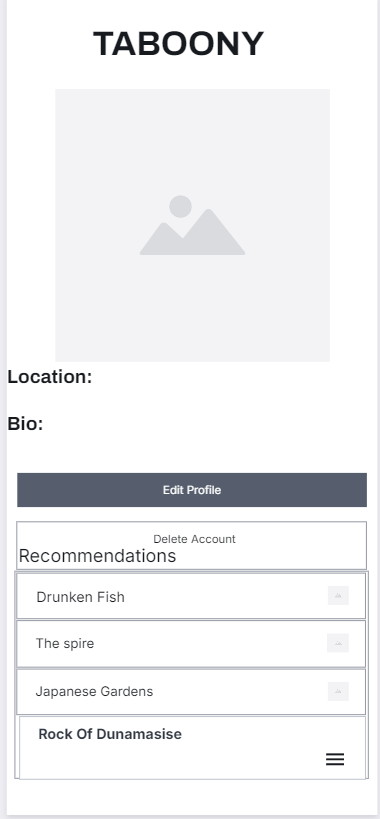 TABOONY
Location:
Bio:
Edit Profile
Delete Account
Recommendations
Drunken Fish
The spire
Japanese Gardens
Rock Of Dunamasise